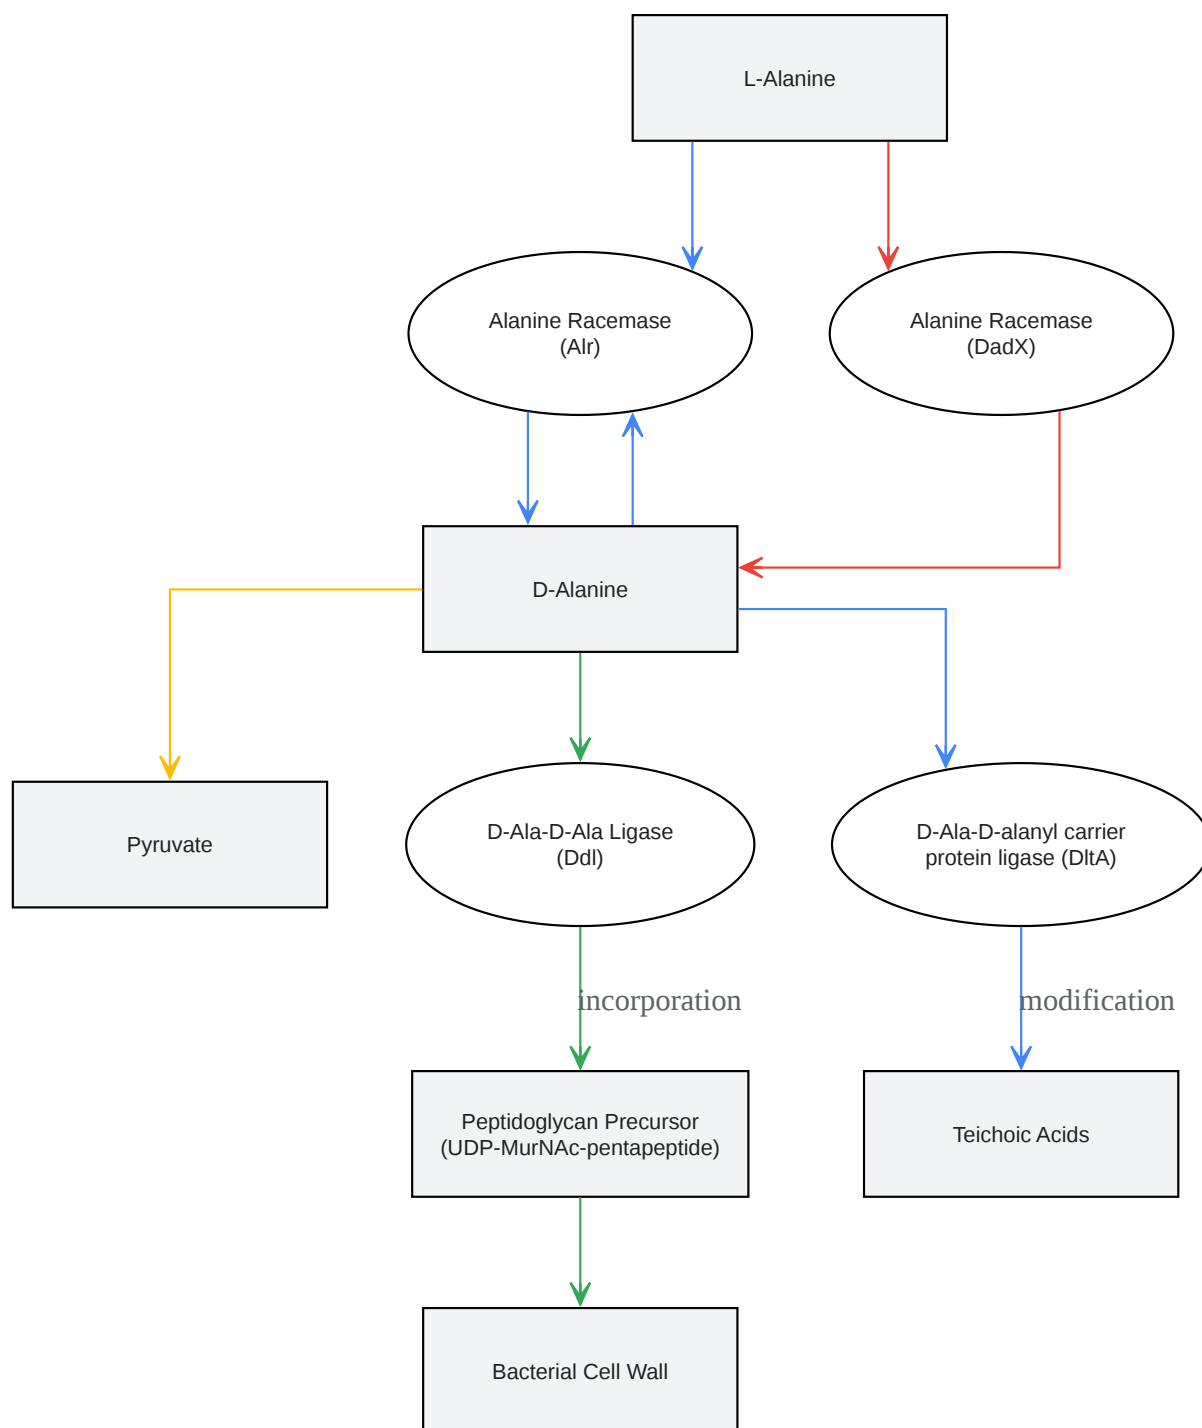 L-Alanine
Alanine Racemase
(Alr)
Alanine Racemase
(DadX)
D-Alanine
Pyruvate
D-Ala-D-Ala Ligase
(Ddl)
D-Ala-D-alanyl carrier
protein ligase (DltA)
incorporation
modification
Peptidoglycan Precursor
(UDP-MurNAc-pentapeptide)
Teichoic Acids
Bacterial Cell Wall